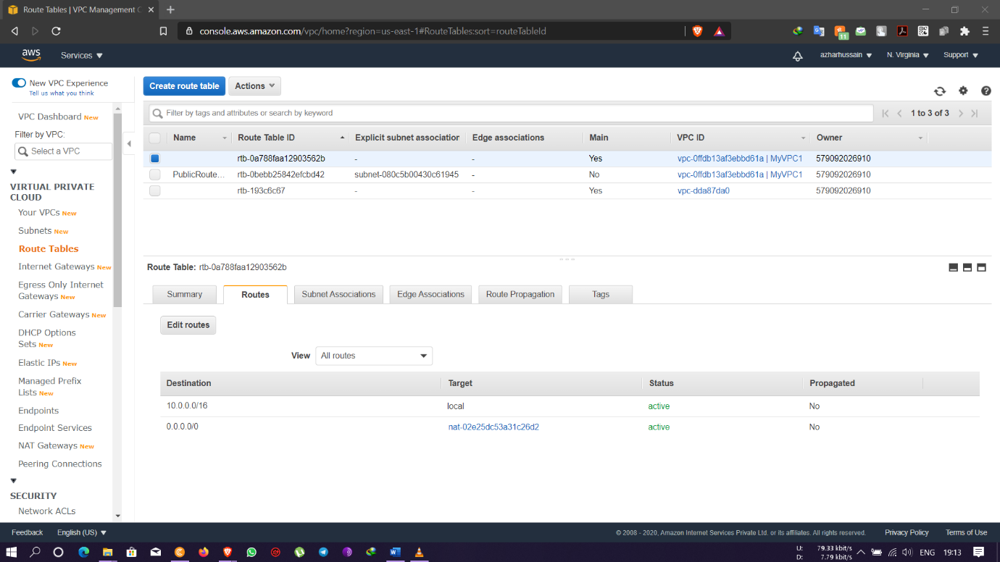 Route Tables | VPC Management C
console.aws.amazon.com/vpc/home?region=us-east-1#RouteTables:sort=routeTableId
11
aws
Services
azharhussain
N. Virginia
Support
New VPC Experience
Tell us what you think
VPC Dashboard New
Filter by VPC:
Select a VPC
VIRTUAL PRIVATE
CLOUD
Your VPCs New
Subnets New
Route Tables
Internet Gateways New
Egress Only Internet
Gateways New
Carrier Gateways New
DHCP Options
Sets New
Elastic IPs New
Managed Prefix
Lists New
Endpoints
Endpoint Services
NAT Gateways New
Peering Connections
SECURITY
Network ACLs
Create route table
Actions
Filter by tags and attributes or search by keyword
1 to 3 of 3
Name Route Table ID Explicit subnet association Edge associations Main VPC ID Owner
rtb-0a788faa12903562b - - Yes vpc-0ffdb13af3ebbd61a | MyVPC1 579092026910
PublicRoute... rtb-0bebb25842efcbd42 subnet-080c5b00430c61945 - No vpc-0ffdb13af3ebbd61a | MyVPC1 579092026910
rtb-193c6c67 - - Yes vpc-dda87da0 579092026910
Route Table: rtb-0a788faa12903562b
Summary Routes Subnet Associations Edge Associations Route Propagation Tags
Edit routes
View All routes
Destination Target Status Propagated
10.0.0.0/16 local active No
0.0.0.0/0 nat-02e25dc53a31c26d2 active No
Feedback English (US)
© 2008 - 2020, Amazon Internet Services Private Ltd. or its affiliates. All rights reserved. Privacy Policy Terms of Use
U: 79.33 kbit/s
D: 7.79 kbit/s
ENG 19:13